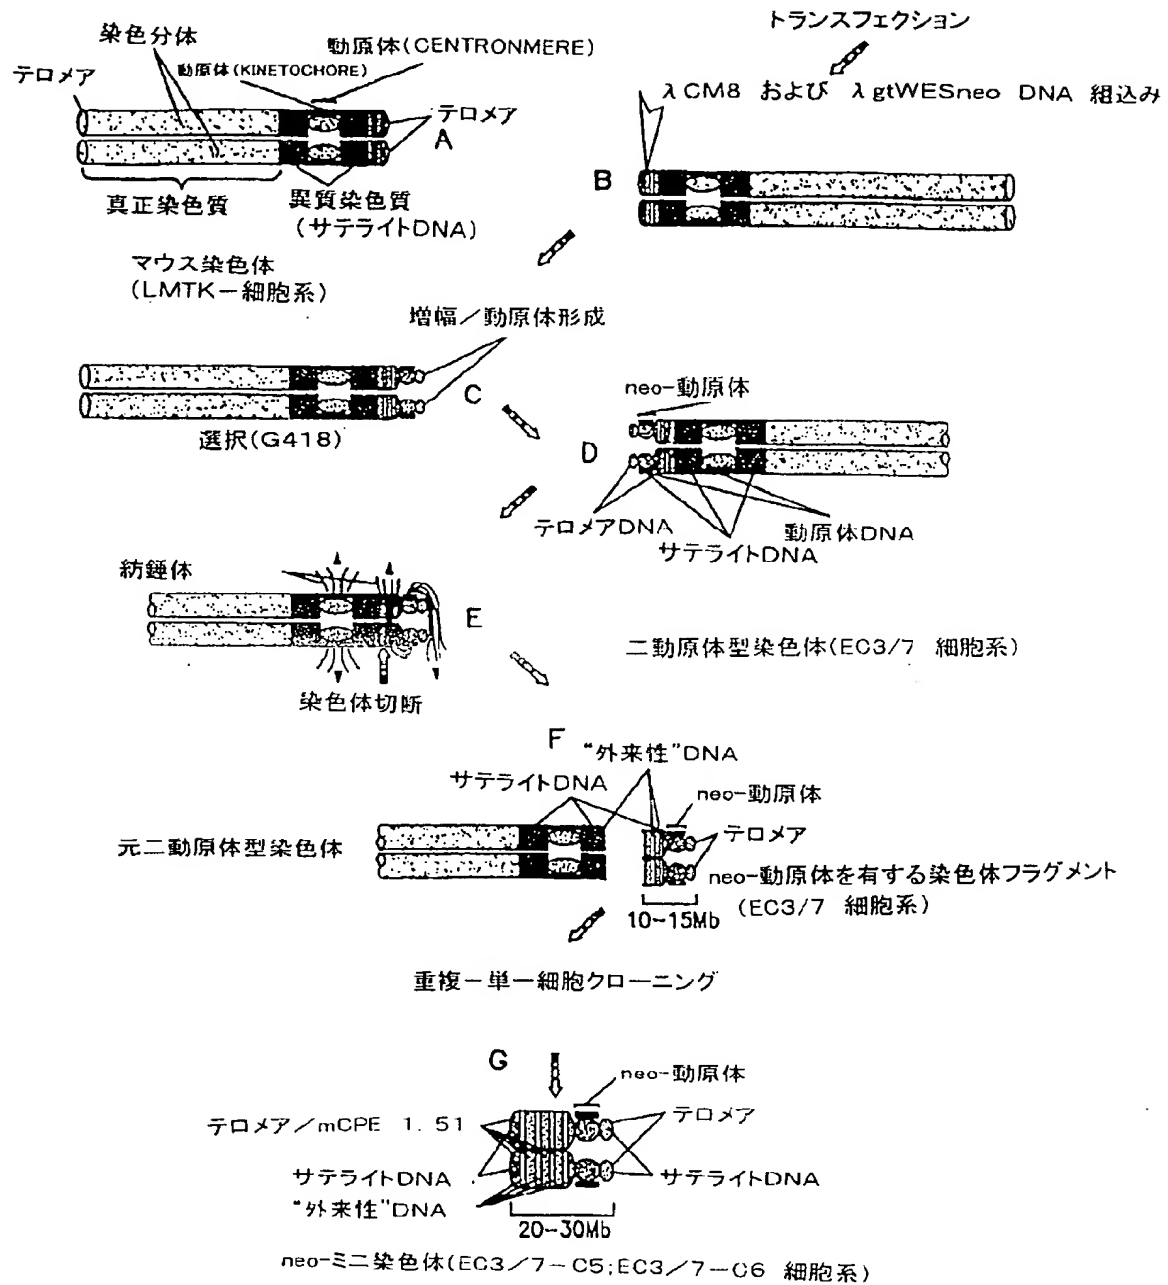 トランスフェクション
染色分体
動原体(CENTRONMERE)
動原体(KINETOCHORE)
テロメア
テロメア
A
真正染色質
異質染色質
(サテライトDNA)
マウス染色体
(LMTK-細胞系)
λCM8 および λgtWESneo DNA 組込み
B
増幅/動原体形成
C
選択(G418)
neo-動原体
D
テロメアDNA
サテライトDNA
動原体DNA
二動原体型染色体(EC3/7 細胞系)
紡錘体
E
染色体切断
F
"外来性"DNA
サテライトDNA
neo-動原体
テロメア
元二動原体型染色体
neo-動原体を有する染色体フラグメント
(EC3/7 細胞系)
10-15Mb
重複-単一細胞クローニング
G
neo-動原体
テロメア/mCPE 1.51
テロメア
サテライトDNA
サテライトDNA
"外来性"DNA
20-30Mb
neo-ミニ染色体(EC3/7-C5;EC3/7-C6 細胞系)